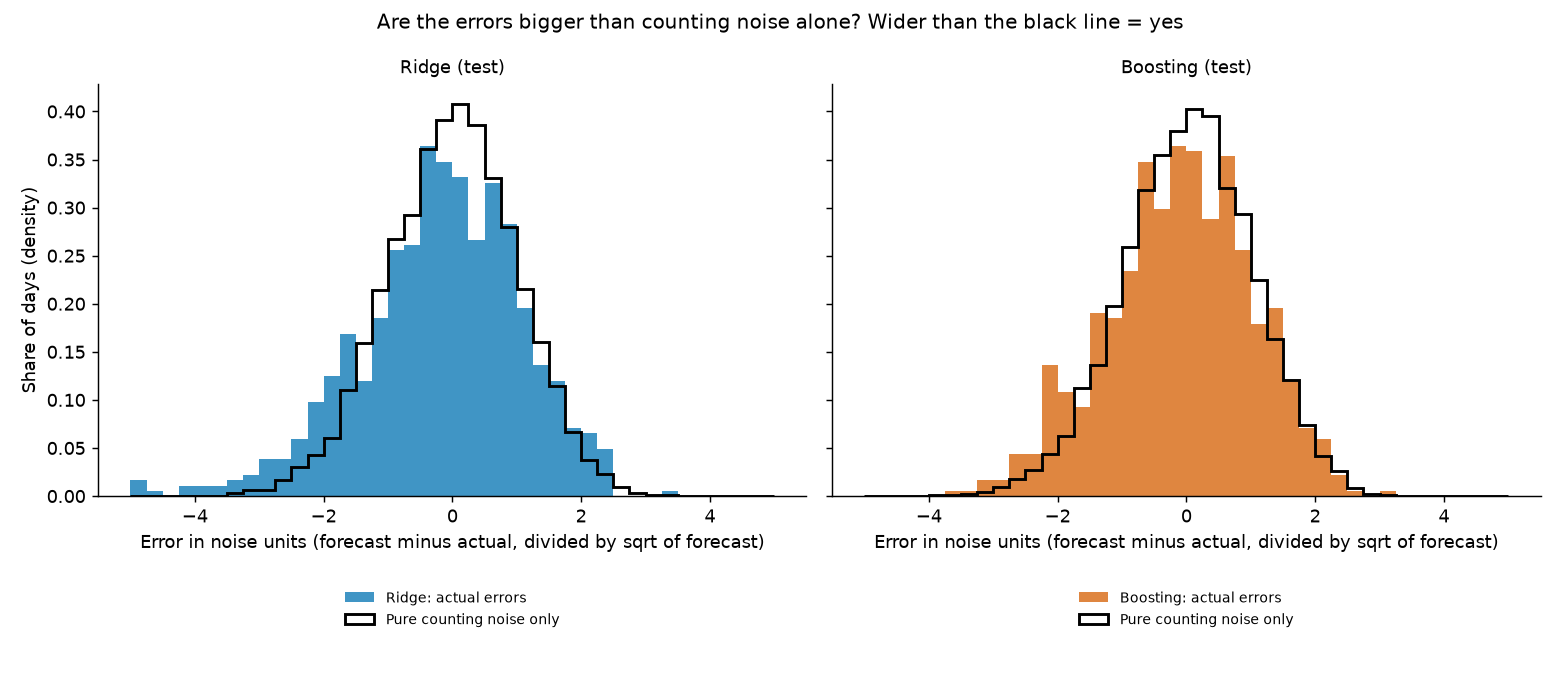 Are the errors bigger than counting noise alone? Wider than the black line = yes
Ridge (test)
Share of days (density)
0.40
0.35
0.30
0.25
0.20
0.15
0.10
0.05
0.00
−4 −2 0 2 4
Error in noise units (forecast minus actual, divided by sqrt of forecast)
Ridge: actual errors
Pure counting noise only
Boosting (test)
−4 −2 0 2 4
Error in noise units (forecast minus actual, divided by sqrt of forecast)
Boosting: actual errors
Pure counting noise only